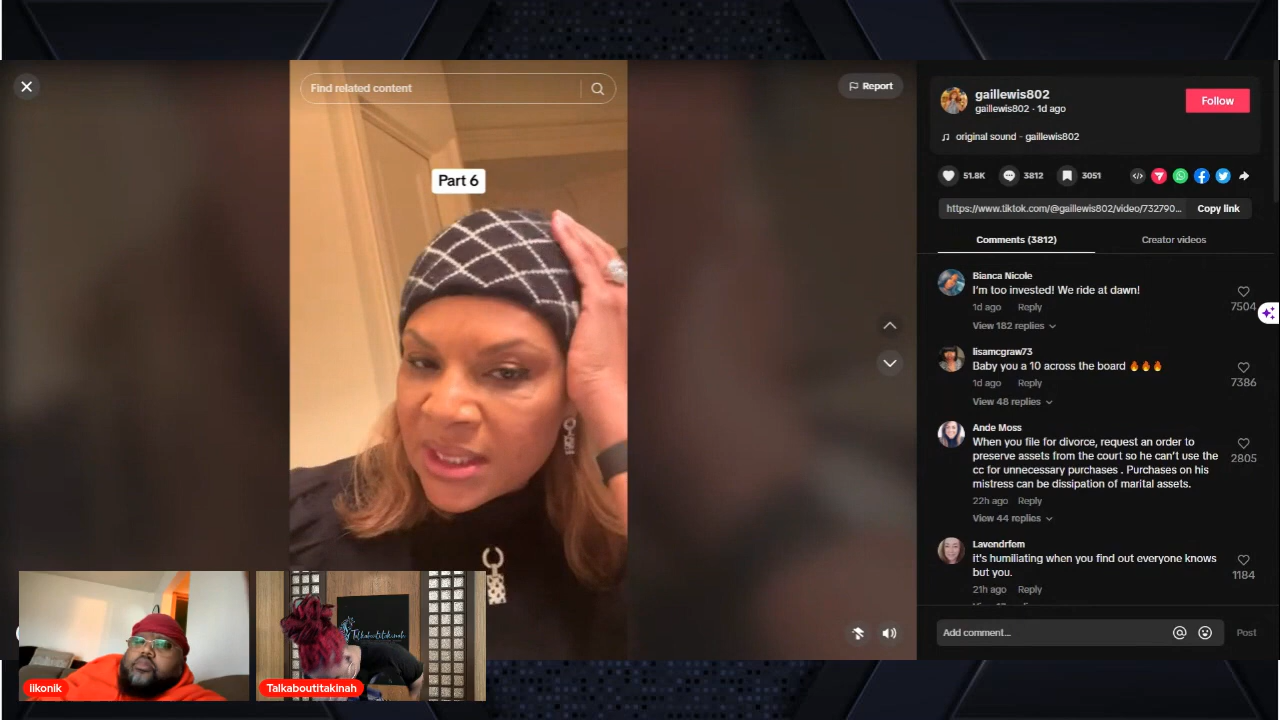 Find related content
Part 6
Report
gaillewis802
gaillewis802 · 1d ago
Follow
original sound - gaillewis802
51.8K
3812
3051
https://www.tiktok.com/@gaillewis802/video/732790...
Copy link
Comments (3812)
Creator videos
Bianca Nicole
I'm too invested! We ride at dawn!
1d ago Reply
7504
View 182 replies
lisamcgraw73
Baby you a 10 across the board 🔥🔥🔥
1d ago Reply
7386
View 48 replies
Ande Moss
When you file for divorce, request an order to
preserve assets from the court so he can't use the
cc for unnecessary purchases . Purchases on his
mistress can be dissipation of marital assets.
2805
22h ago Reply
View 44 replies
Lavendrfem
it's humiliating when you find out everyone knows
but you.
1184
21h ago Reply
Add comment...
Post
Talkaboutitakinah
likonik
Talkaboutitakinah